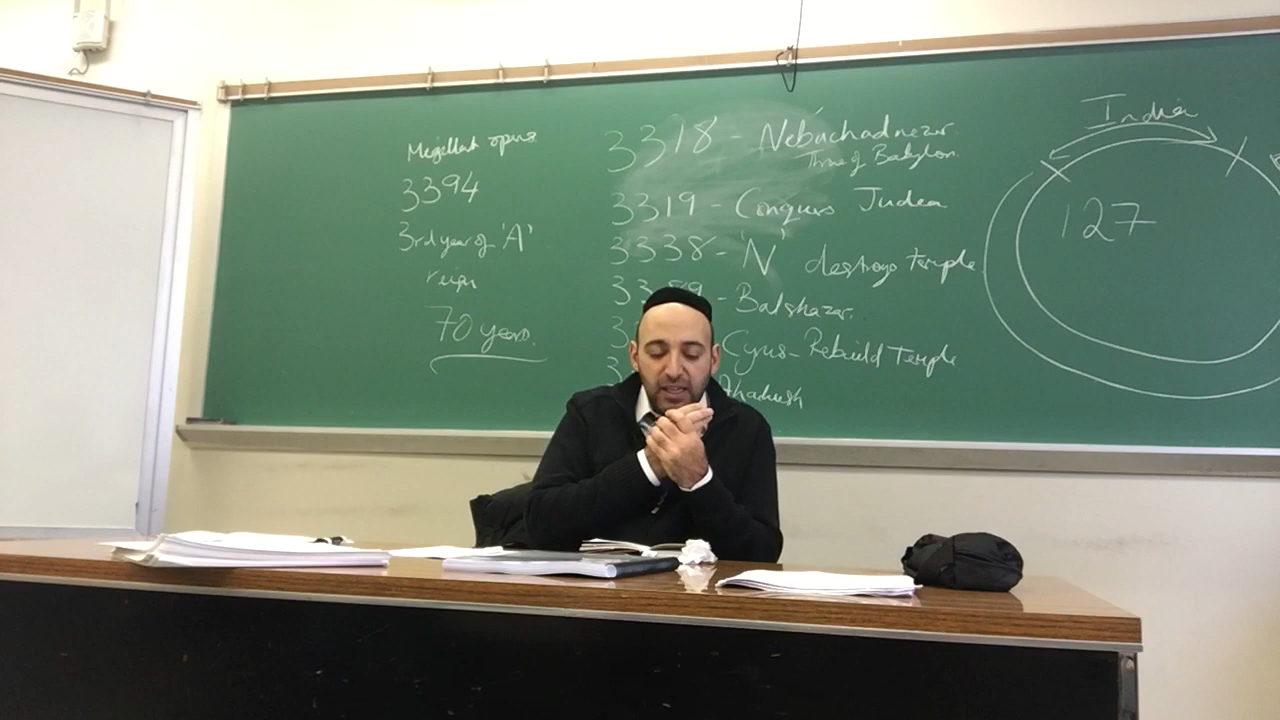 Megillah opens
3394
3rd year of 'A'
reign
70 years.
3318 - Nebuchadnezar
Throne of Babylon.
3319 - Conquers Judea
3338 - 'N' destroys temple
3359 - Balshazar.
Cyrus - Rebuild Temple
India
127